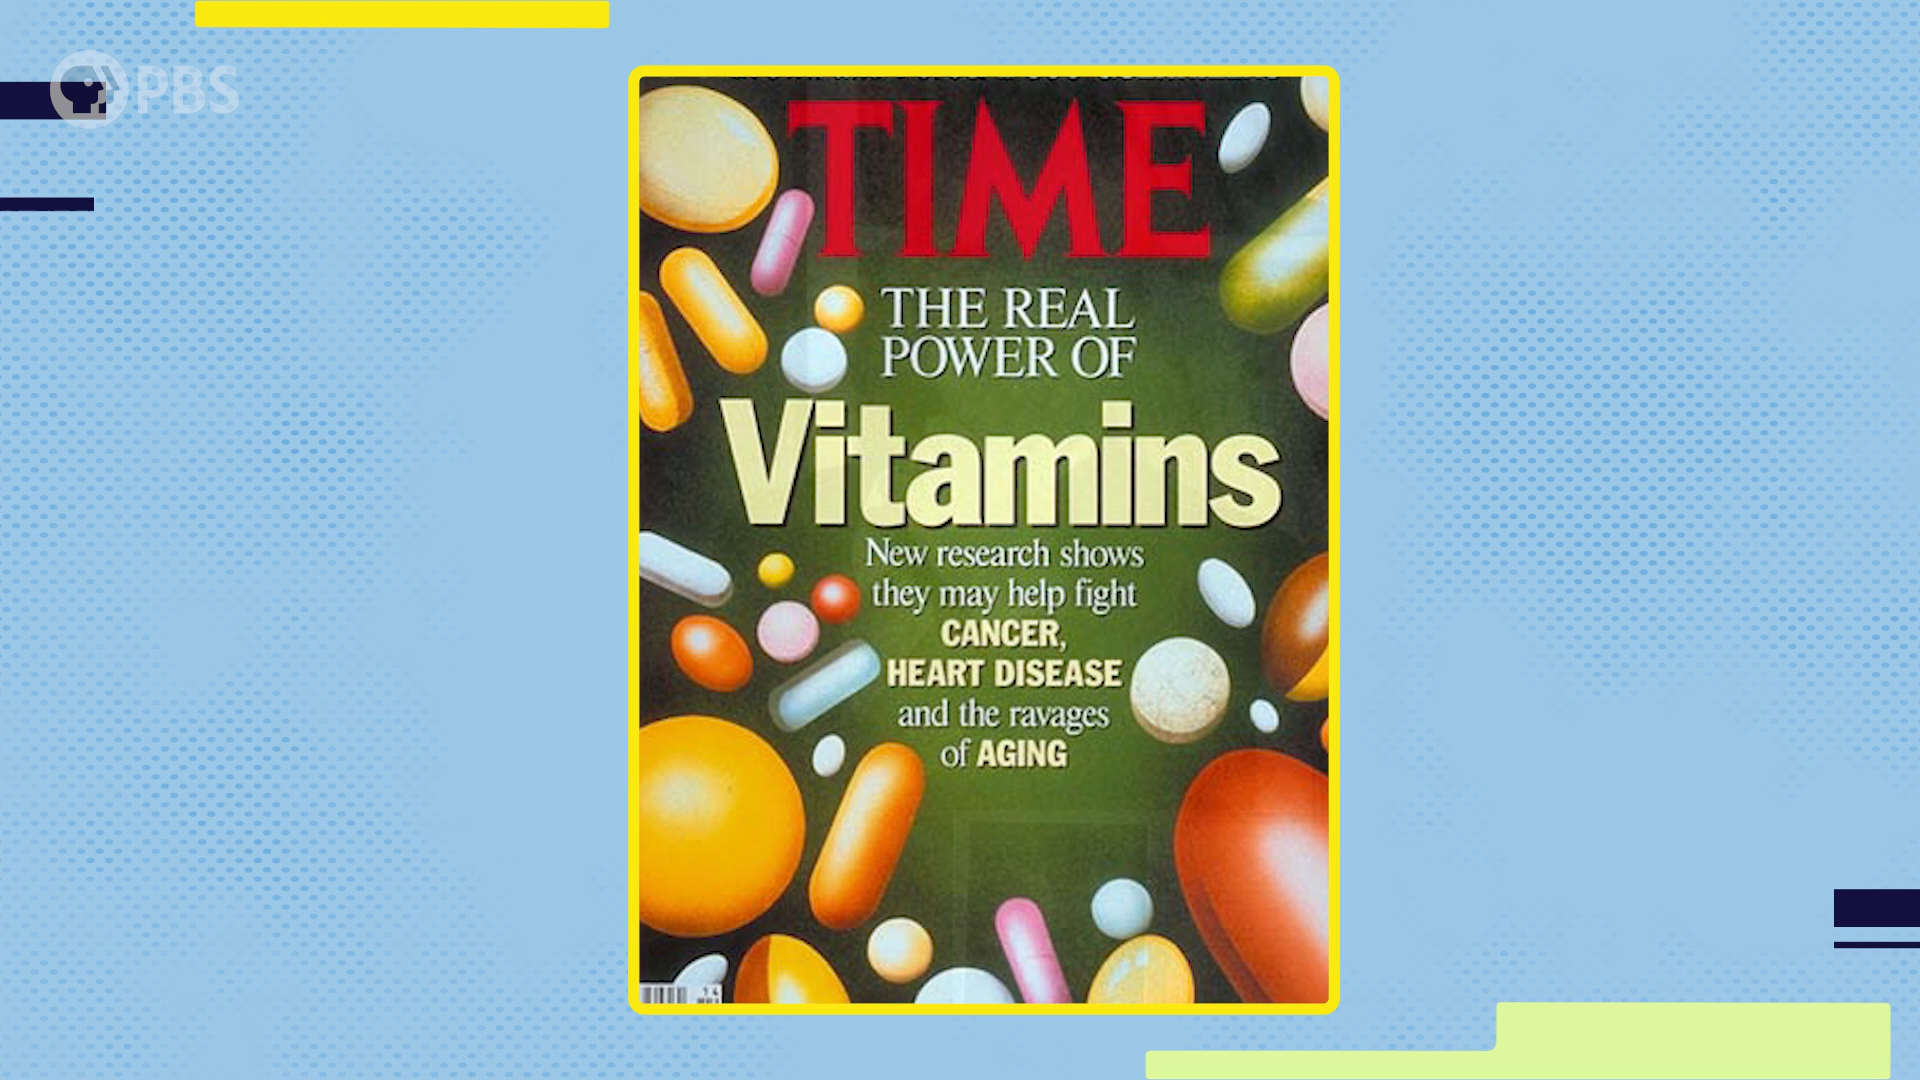 PBS
TIME
THE REAL
POWER OF
Vitamins
New research shows
they may help fight
CANCER,
HEART DISEASE
and the ravages
of AGING
14